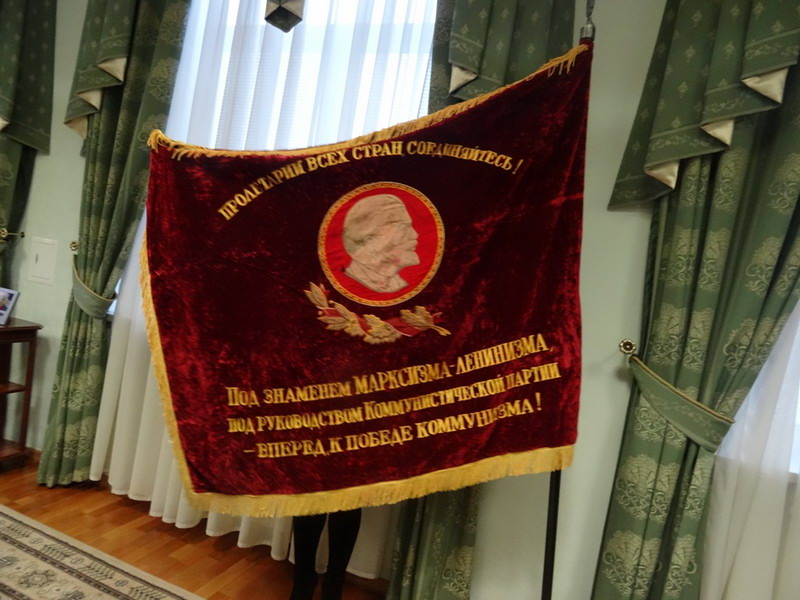 ПРОЛЕТАРИИ ВСЕХ СТРАН, СОЕДИНЯЙТЕСЬ!
ПОД ЗНАМЕНЕМ МАРКСИЗМА-ЛЕНИНИЗМА,
ПОД РУКОВОДСТВОМ КОММУНИСТИЧЕСКОЙ ПАРТИИ
– ВПЕРЕД, К ПОБЕДЕ КОММУНИЗМА!